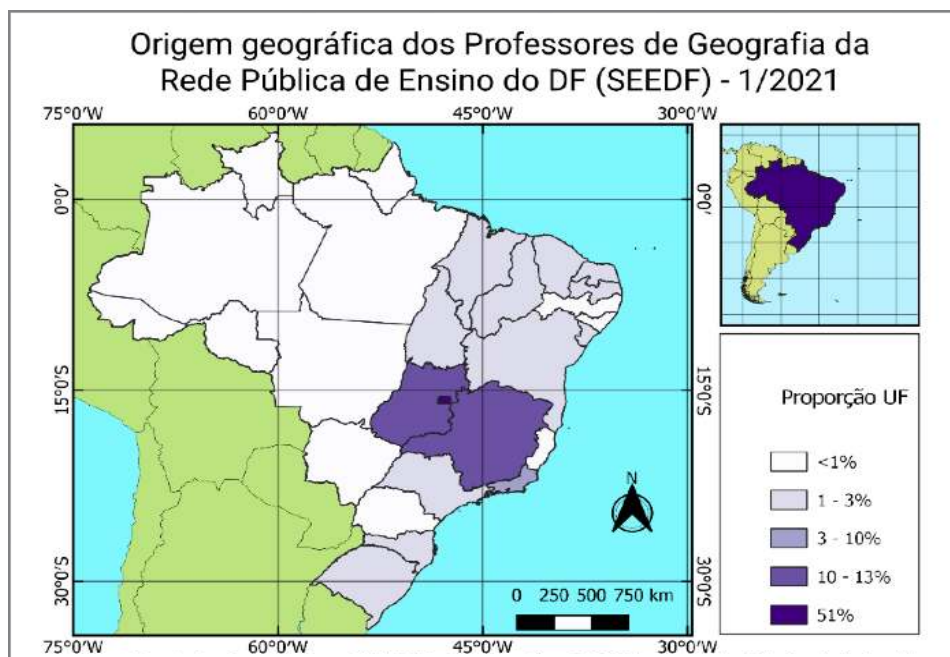 Origem geográfica dos Professores de Geografia da
Rede Pública de Ensino do DF (SEEDF) - 1/2021
75°0'W 60°0'W 45°0'W 30°0'W
0°0' 0°0'
15°0'S 15°0'S
30°0'S 30°0'S
N
0 250 500 750 km
75°0'W 60°0'W 45°0'W 30°0'W
Proporção UF
<1%
1 - 3%
3 - 10%
10 - 13%
51%